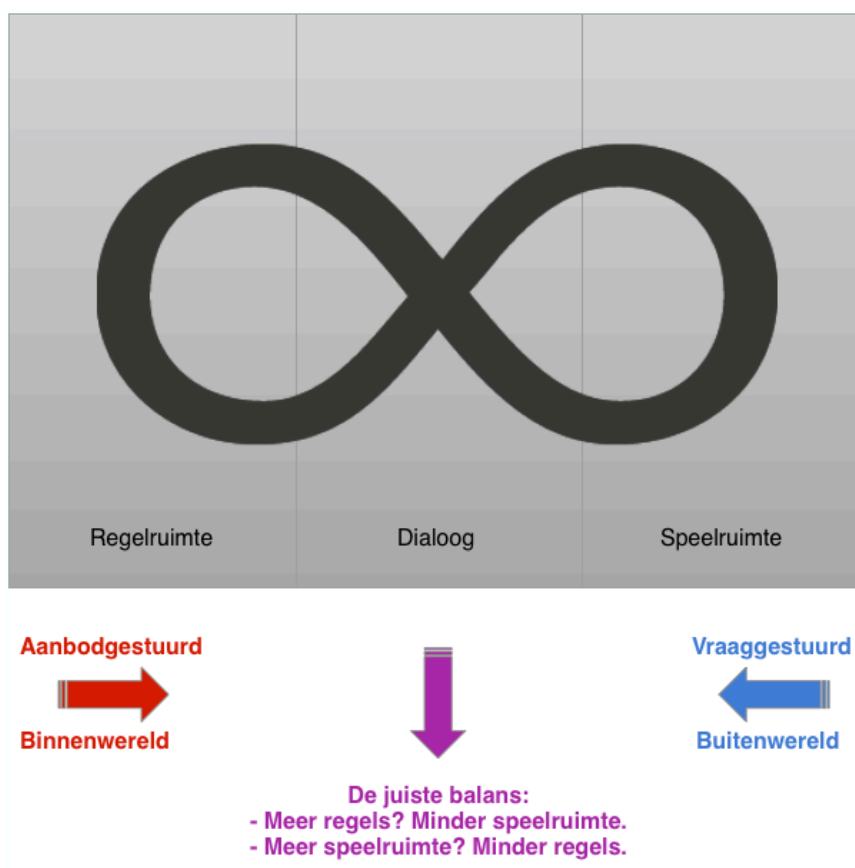 Regelruimte
Dialoog
Speelruimte
Aanbodgestuurd
Binnenwereld
Vraaggestuurd
Buitenwereld
De juiste balans:
- Meer regels? Minder speelruimte.
- Meer speelruimte? Minder regels.